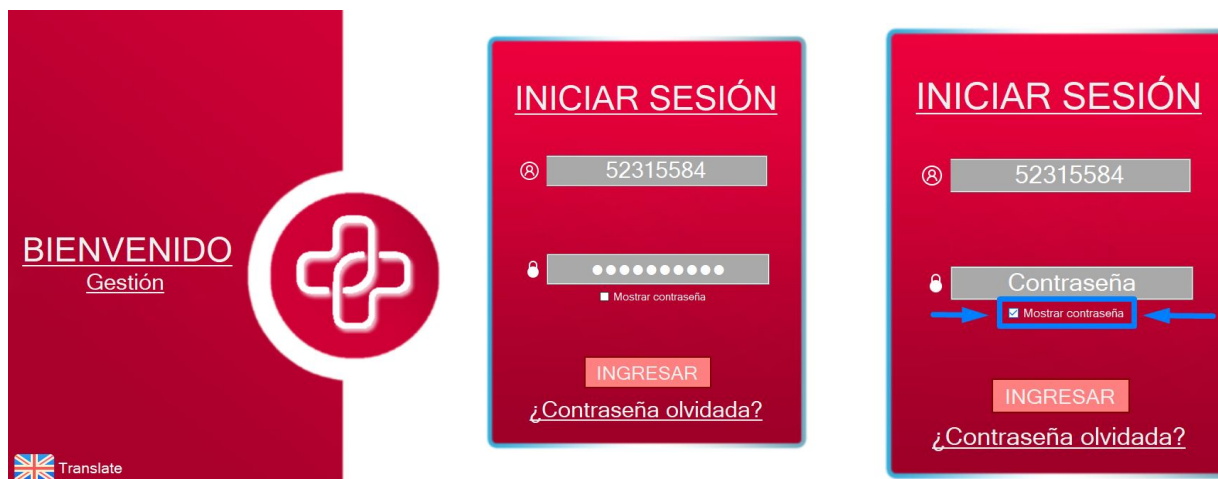 BIENVENIDO
Gestión
Translate
INICIAR SESIÓN
52315584
●●●●●●●●●●
Mostrar contraseña
INGRESAR
¿Contraseña olvidada?
INICIAR SESIÓN
52315584
Contraseña
Mostrar contraseña
INGRESAR
¿Contraseña olvidada?